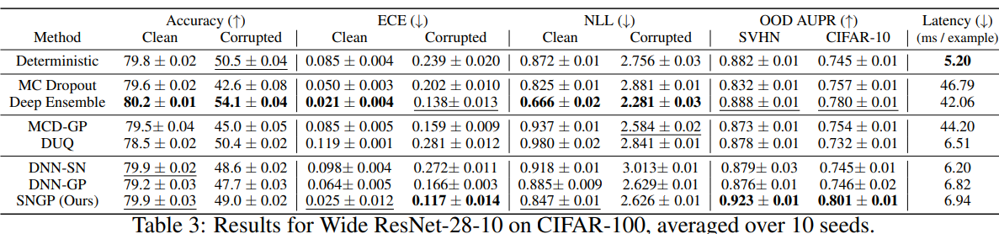 Accuracy (↑) ECE (↓) NLL (↓) OOD AUPR (↑) Latency (↓)
Method Clean Corrupted Clean Corrupted Clean Corrupted SVHN CIFAR-10 (ms / example)
Deterministic 79.8 ± 0.02 50.5 ± 0.04 0.085 ± 0.004 0.239 ± 0.020 0.872 ± 0.01 2.756 ± 0.03 0.882 ± 0.01 0.745 ± 0.01 5.20
MC Dropout 79.6 ± 0.02 42.6 ± 0.08 0.050 ± 0.003 0.202 ± 0.010 0.825 ± 0.01 2.881 ± 0.01 0.832 ± 0.01 0.757 ± 0.01 46.79
Deep Ensemble 80.2 ± 0.01 54.1 ± 0.04 0.021 ± 0.004 0.138± 0.013 0.666 ± 0.02 2.281 ± 0.03 0.888 ± 0.01 0.780 ± 0.01 42.06
MCD-GP 79.5± 0.04 45.0 ± 0.05 0.085 ± 0.005 0.159 ± 0.009 0.937 ± 0.01 2.584 ± 0.02 0.873 ± 0.01 0.754 ± 0.01 44.20
DUQ 78.5 ± 0.02 50.4 ± 0.02 0.119 ± 0.001 0.281 ± 0.012 0.980 ± 0.02 2.841 ± 0.01 0.878 ± 0.01 0.732 ± 0.01 6.51
DNN-SN 79.9 ± 0.02 48.6 ± 0.02 0.098± 0.004 0.272± 0.011 0.918 ± 0.01 3.013± 0.01 0.879± 0.03 0.745± 0.01 6.20
DNN-GP 79.2 ± 0.03 47.7 ± 0.03 0.064± 0.005 0.166± 0.003 0.885± 0.009 2.629± 0.01 0.876± 0.01 0.746± 0.02 6.82
SNGP (Ours) 79.9 ± 0.03 49.0 ± 0.02 0.025 ± 0.012 0.117 ± 0.014 0.847 ± 0.01 2.626 ± 0.01 0.923 ± 0.01 0.801 ± 0.01 6.94
Table 3: Results for Wide ResNet-28-10 on CIFAR-100, averaged over 10 seeds.